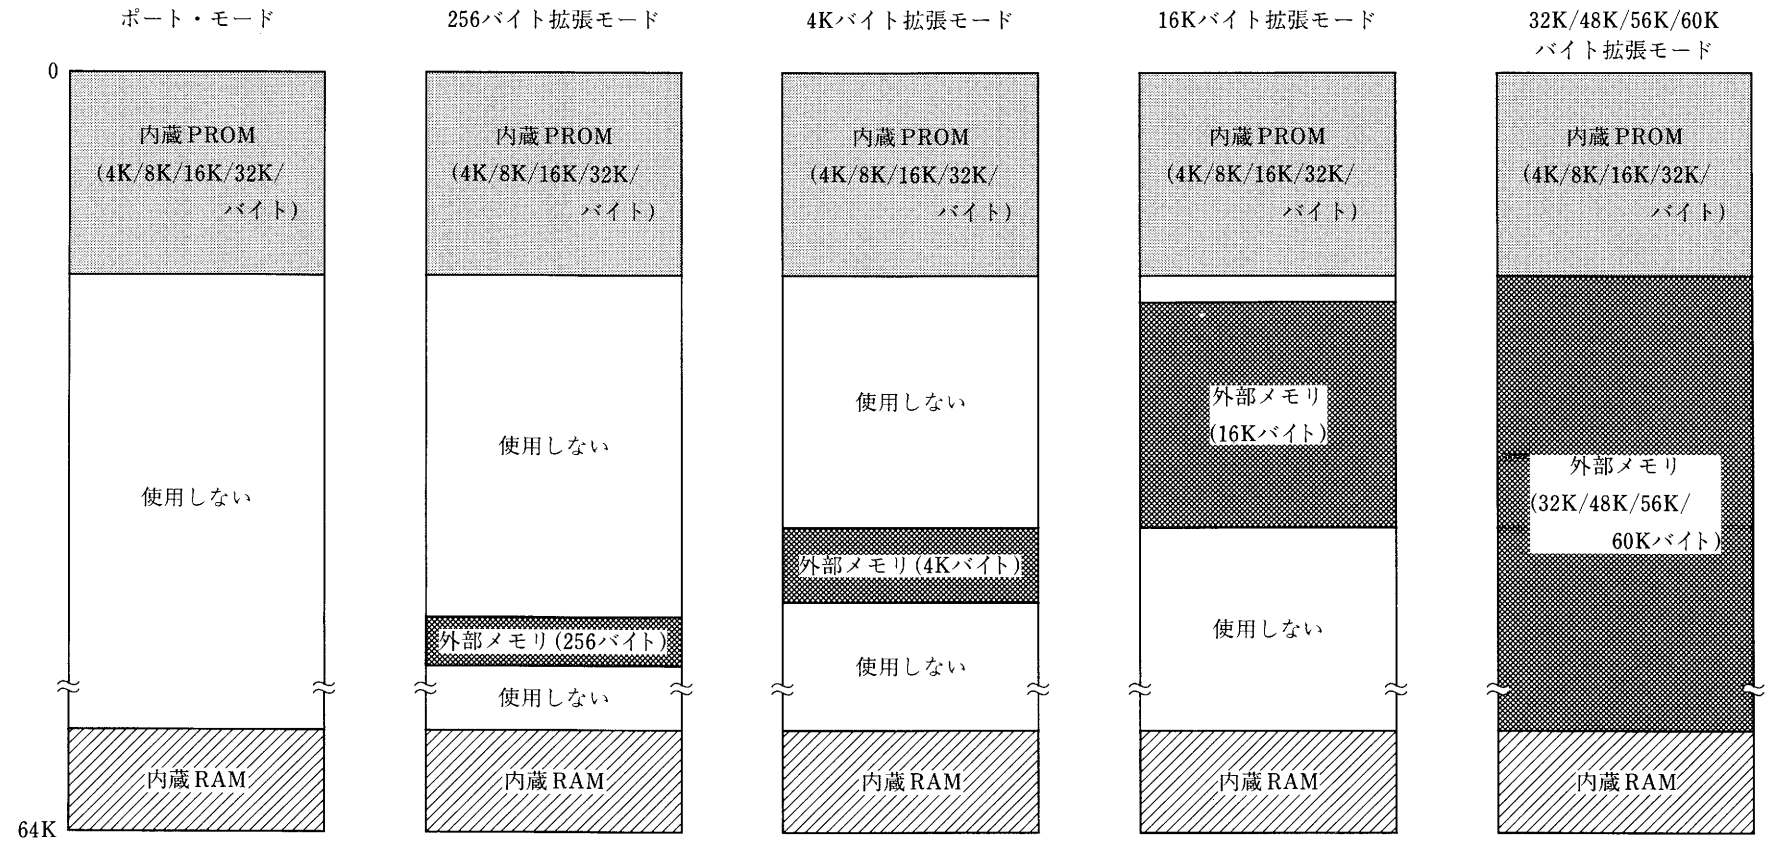 ポート・モード
256バイト拡張モード
4Kバイト拡張モード
16Kバイト拡張モード
32K/48K/56K/60K
バイト拡張モード
0
内蔵PROM
(4K/8K/16K/32K/
バイト)
使用しない
内蔵RAM
64K
内蔵PROM
(4K/8K/16K/32K/
バイト)
使用しない
外部メモリ(256バイト)
使用しない
内蔵RAM
内蔵PROM
(4K/8K/16K/32K/
バイト)
使用しない
外部メモリ(4Kバイト)
使用しない
内蔵RAM
内蔵PROM
(4K/8K/16K/32K/
バイト)
外部メモリ
(16Kバイト)
使用しない
内蔵RAM
内蔵PROM
(4K/8K/16K/32K/
バイト)
外部メモリ
(32K/48K/56K/
60Kバイト)
内蔵RAM